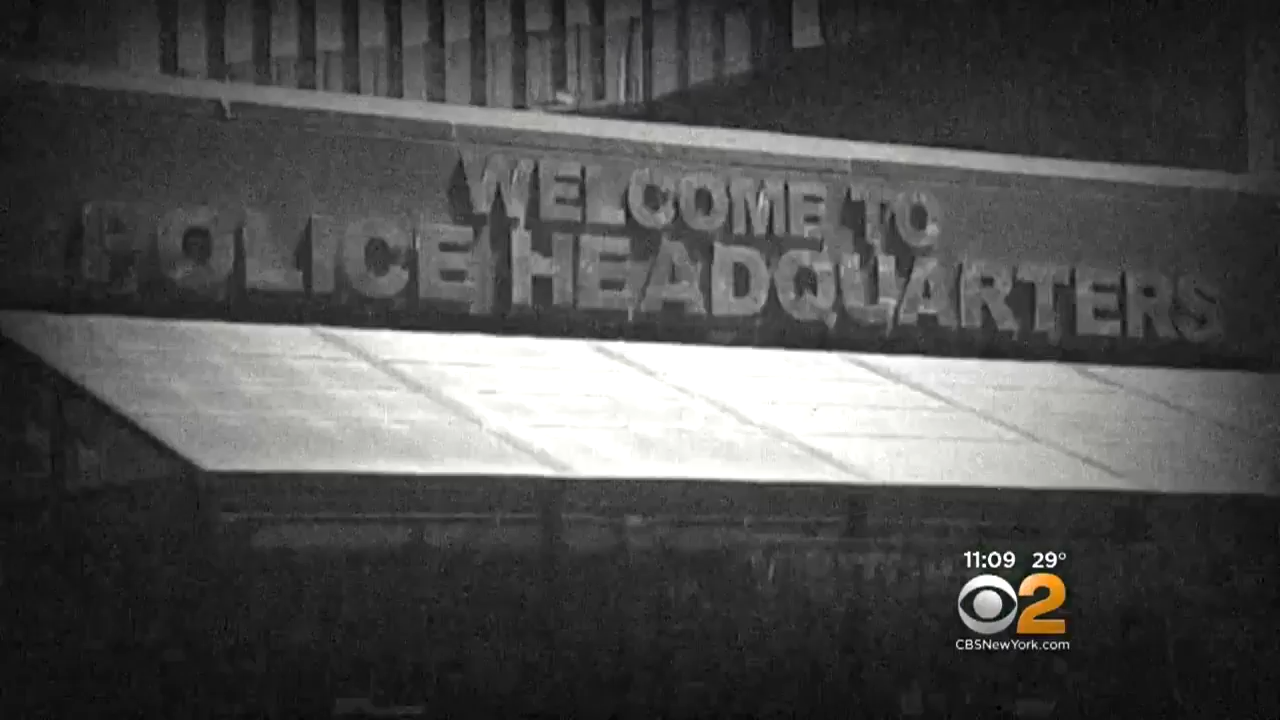 WELCOME TO
POLICE HEADQUARTERS
11:09 29°
2
CBSNewYork.com